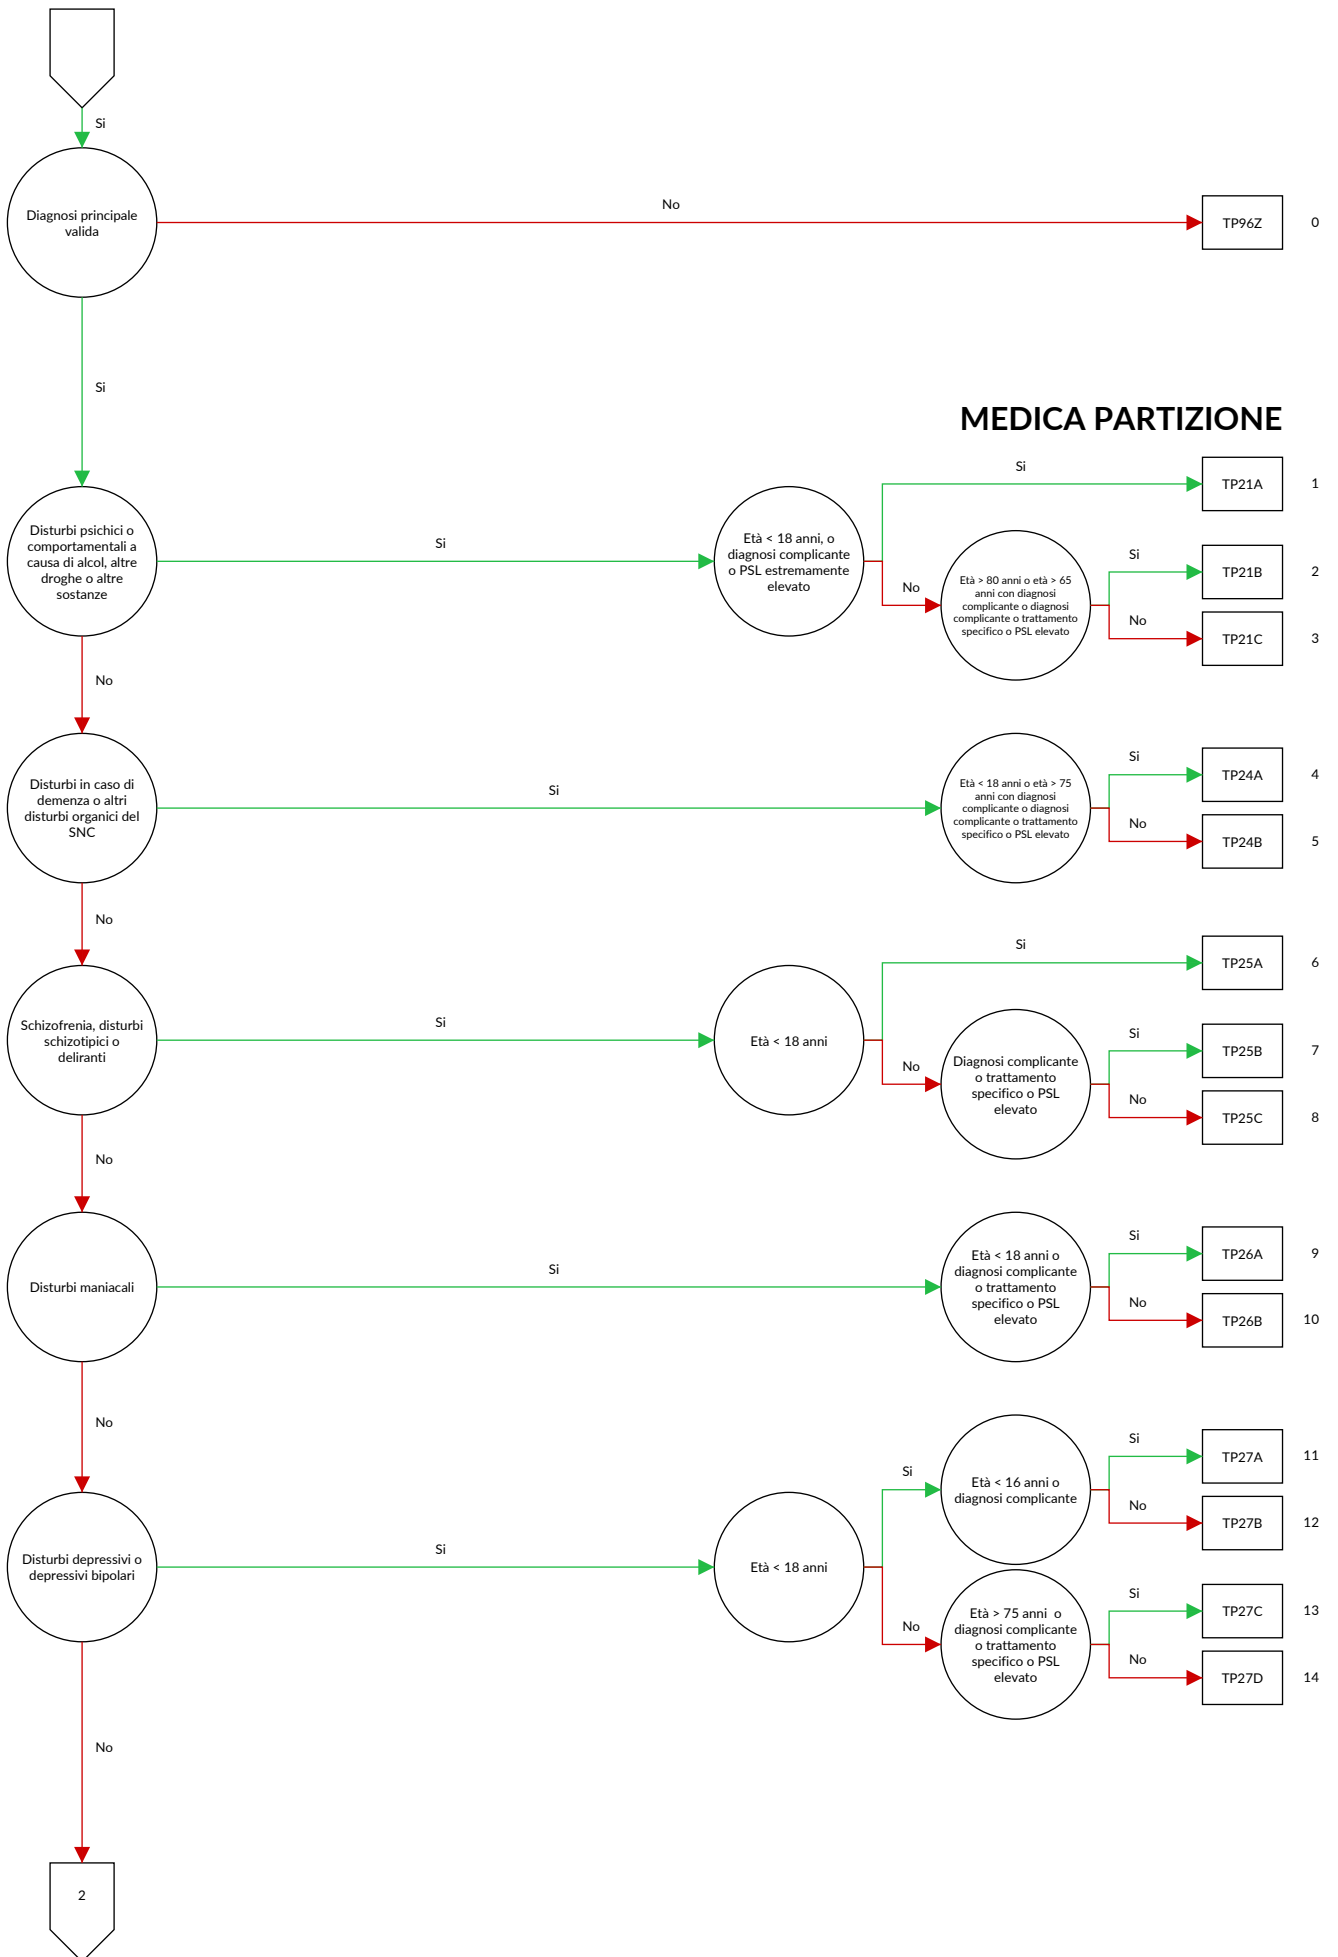 Si
Diagnosi principale
valida
No
TP96Z
0
Si
MEDICA PARTIZIONE
Disturbi psichici o
comportamentali a
causa di alcol, altre
droghe o altre
sostanze
Si
Età < 18 anni, o
diagnosi complicante
o PSL estremamente
elevato
Si
TP21A
1
No
Età > 80 anni o età > 65
anni con diagnosi
complicante o diagnosi
complicante o trattamento
specifico o PSL elevato
Si
TP21B
2
No
TP21C
3
No
Disturbi in caso di
demenza o altri
disturbi organici del
SNC
Si
Età < 18 anni o età > 75
anni con diagnosi
complicante o diagnosi
complicante o trattamento
specifico o PSL elevato
Si
TP24A
4
No
TP24B
5
No
Schizofrenia, disturbi
schizotipici o
deliranti
Si
Età < 18 anni
Si
TP25A
6
No
Diagnosi complicante
o trattamento
specifico o PSL
elevato
Si
TP25B
7
No
TP25C
8
No
Disturbi maniacali
Si
Età < 18 anni o
diagnosi complicante
o trattamento
specifico o PSL
elevato
Si
TP26A
9
No
TP26B
10
No
Disturbi depressivi o
depressivi bipolari
Si
Età < 18 anni
Si
Età < 16 anni o
diagnosi complicante
Si
TP27A
11
No
TP27B
12
No
Età > 75 anni  o
diagnosi complicante
o trattamento
specifico o PSL
elevato
Si
TP27C
13
No
TP27D
14
No
2